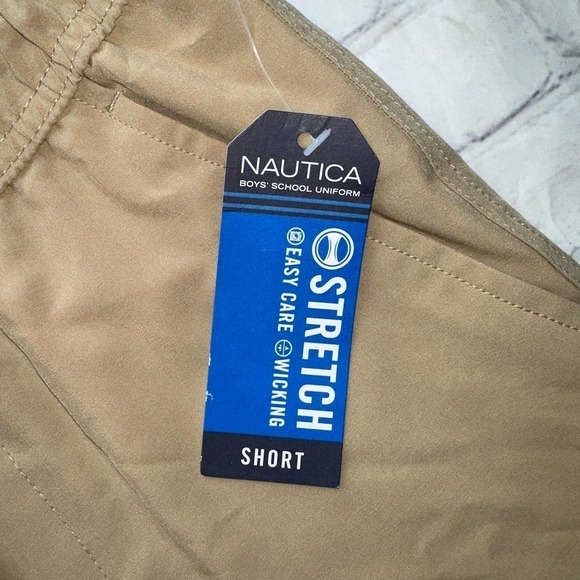 NAUTICA
BOYS' SCHOOL UNIFORM
STRETCH
EASY CARE WICKING
SHORT